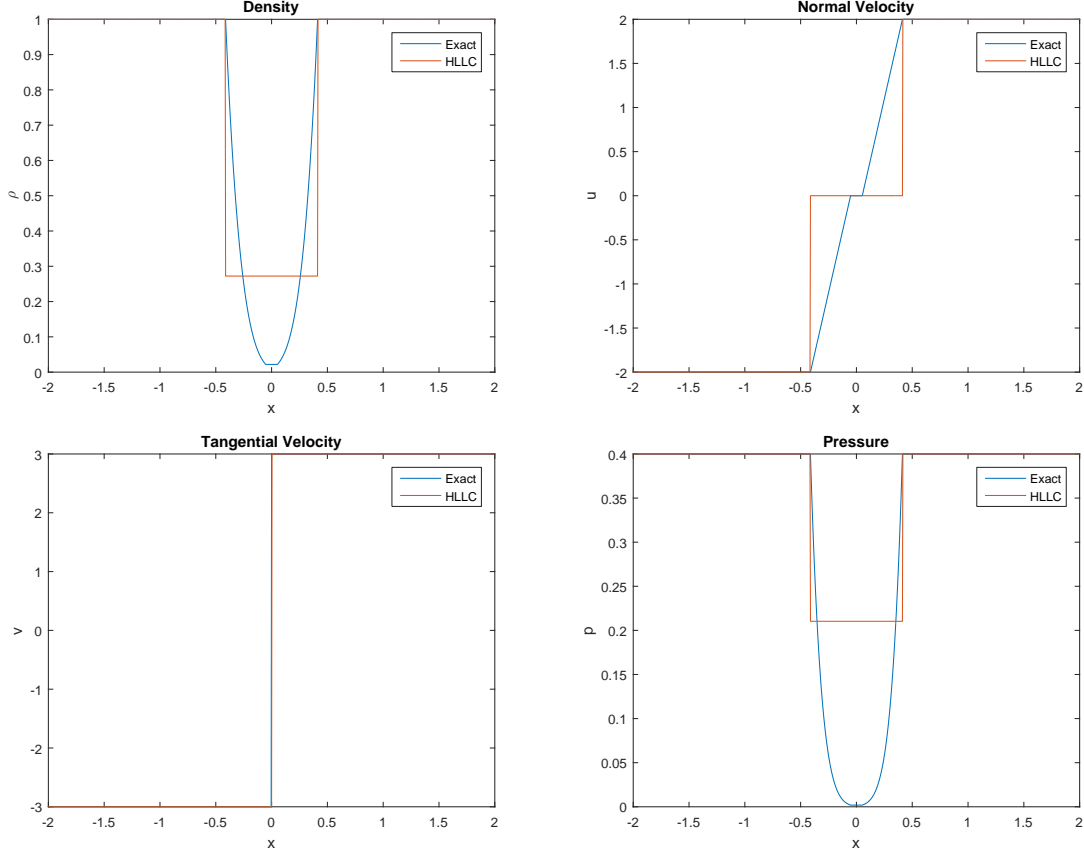 Density
1
0.9
0.8
0.7
0.6
0.5
0.4
0.3
0.2
0.1
0
ρ
Exact
HLLC
-2 -1.5 -1 -0.5 0 0.5 1 1.5 2
x
Normal Velocity
2
1.5
1
0.5
0
-0.5
-1
-1.5
-2
u
Exact
HLLC
-2 -1.5 -1 -0.5 0 0.5 1 1.5 2
x
Tangential Velocity
3
2
1
0
-1
-2
-3
v
Exact
HLLC
-2 -1.5 -1 -0.5 0 0.5 1 1.5 2
x
Pressure
0.4
0.35
0.3
0.25
0.2
0.15
0.1
0.05
0
p
Exact
HLLC
-2 -1.5 -1 -0.5 0 0.5 1 1.5 2
x